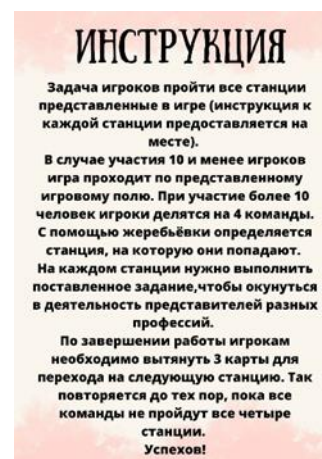 ИНСТРУКЦИЯ
Задача игроков пройти все станции
представленные в игре (инструкция к
каждой станции предоставляется на
месте).
В случае участия 10 и менее игроков
игра проходит по представленному
игровому полю. При участие более 10
человек игроки делятся на 4 команды.
С помощью жеребьёвки определяется
станция, на которую они попадают.
На каждом станции нужно выполнить
поставленное задание,чтобы окунуться
в деятельность представителей разных
профессий.
По завершении работы игрокам
необходимо вытянуть 3 карты для
перехода на следующую станцию. Так
повторяется до тех пор, пока все
команды не пройдут все четыре
станции.
Успехов!